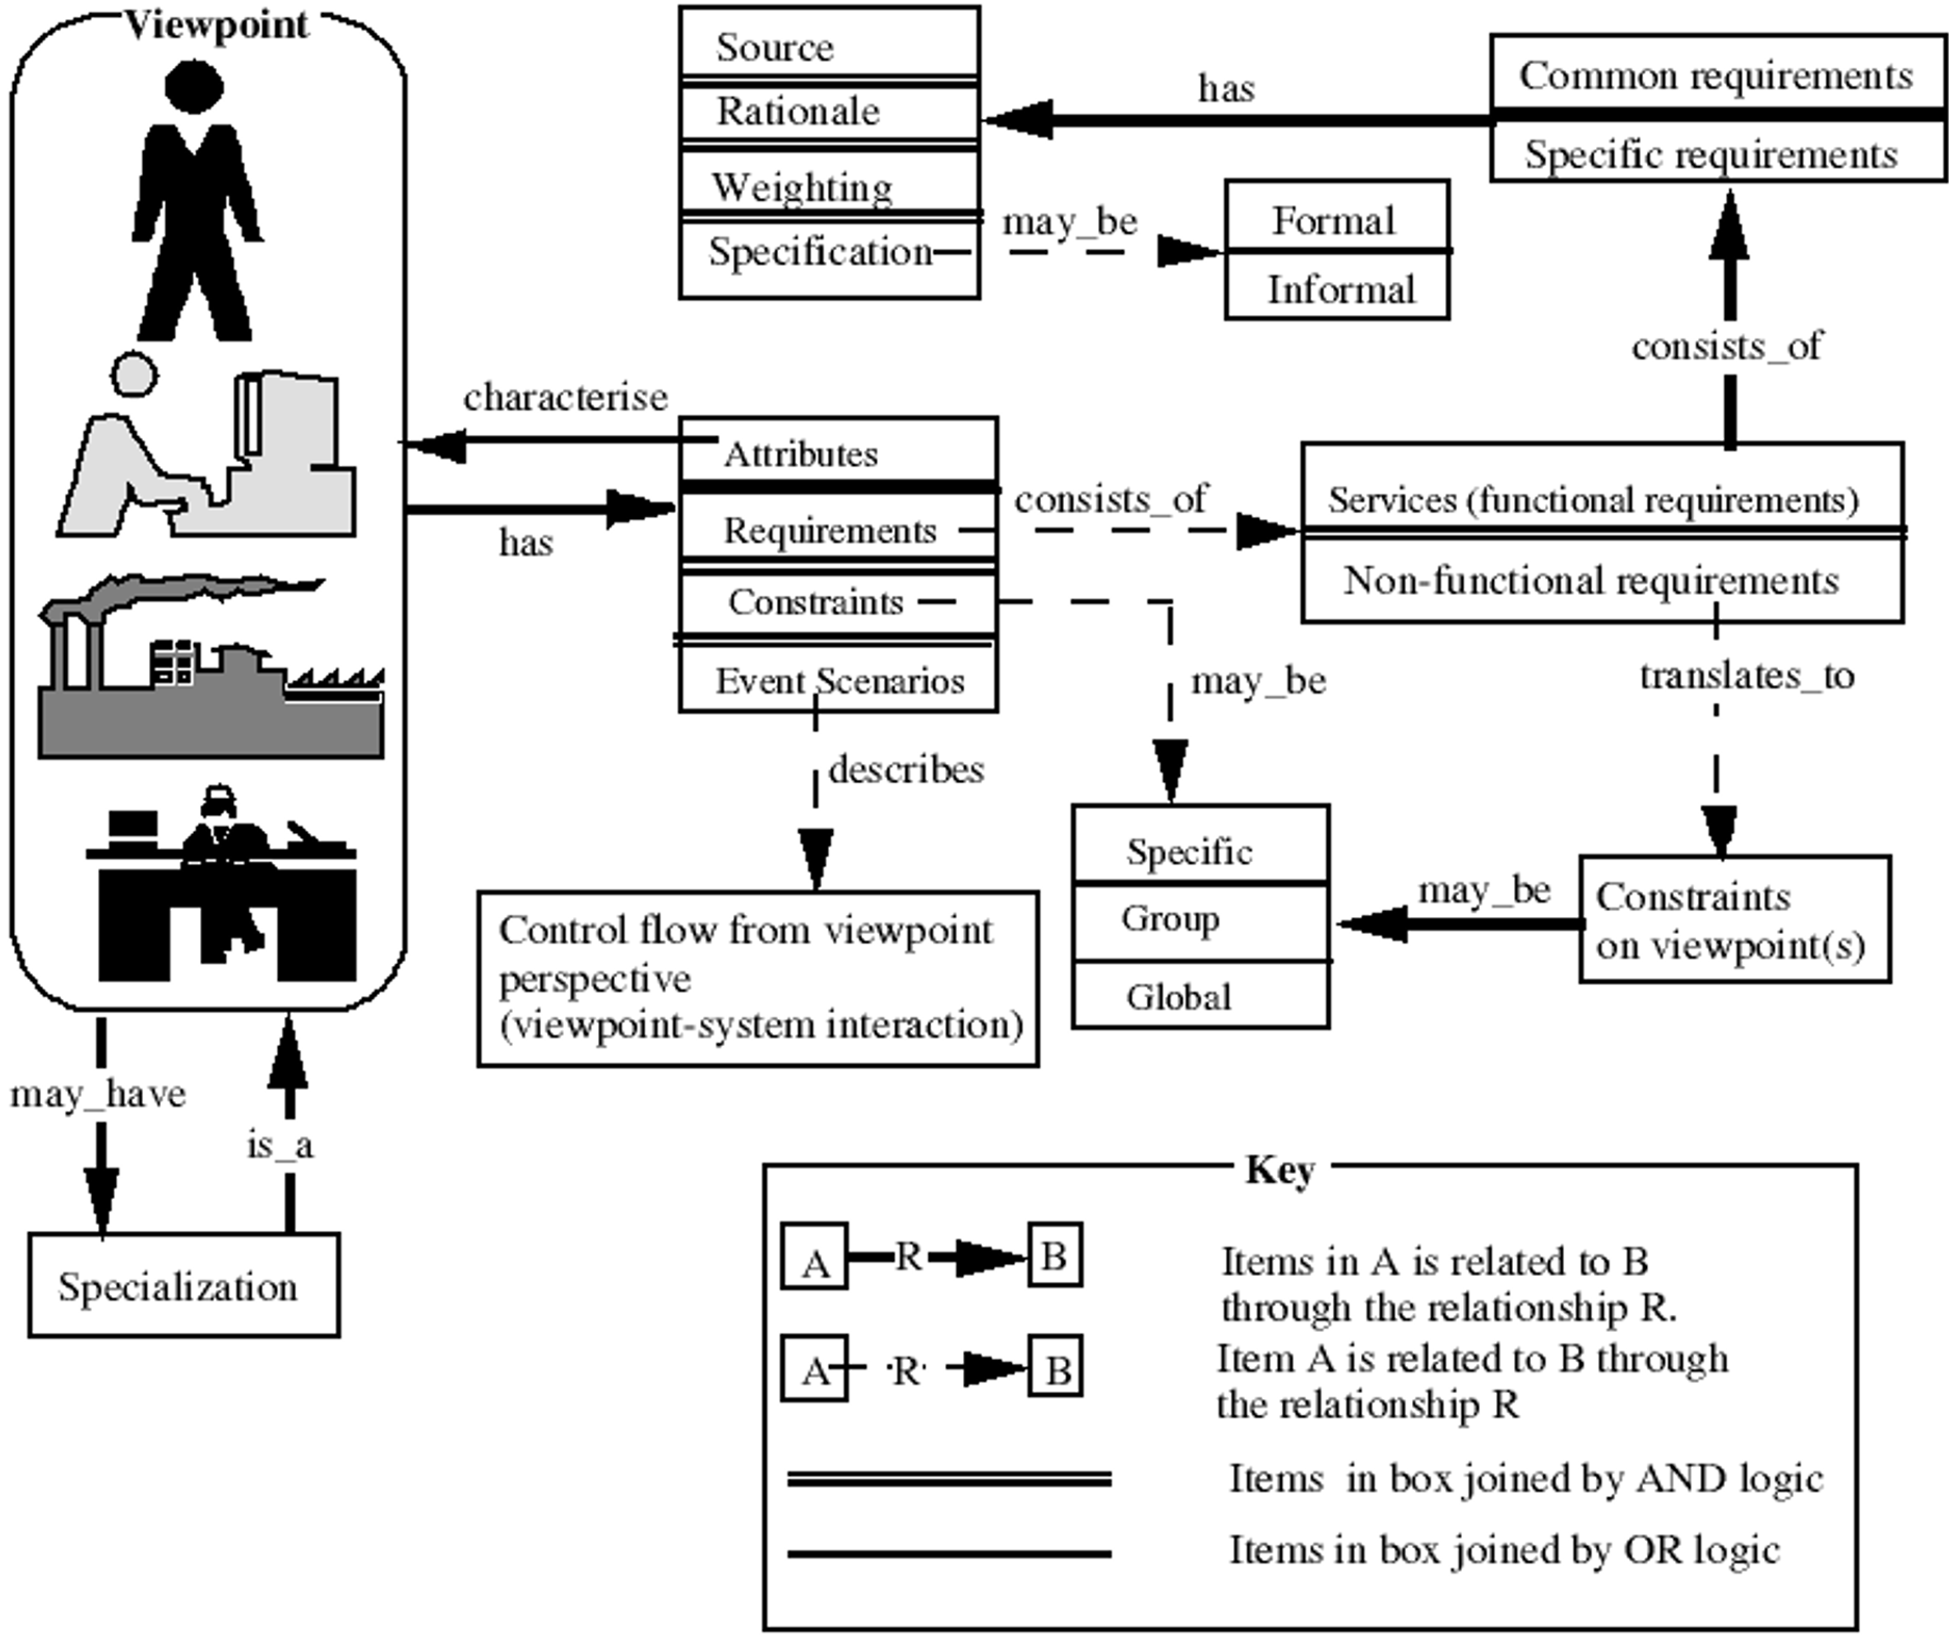 Viewpoint
Source
Rationale
Weighting
Specification
has
Common requirements
Specific requirements
may_be
Formal
Informal
consists_of
characterise
has
Attributes
Requirements
Constraints
Event Scenarios
consists_of
Services (functional requirements)
Non-functional requirements
may_be
translates_to
describes
Control flow from viewpoint
perspective
(viewpoint-system interaction)
Specific
Group
Global
may_be
Constraints
on viewpoint(s)
may_have
is_a
Specialization
Key
A R B
Items in A is related to B
through the relationship R.
A R B
Item A is related to B through
the relationship R
Items in box joined by AND logic
Items in box joined by OR logic